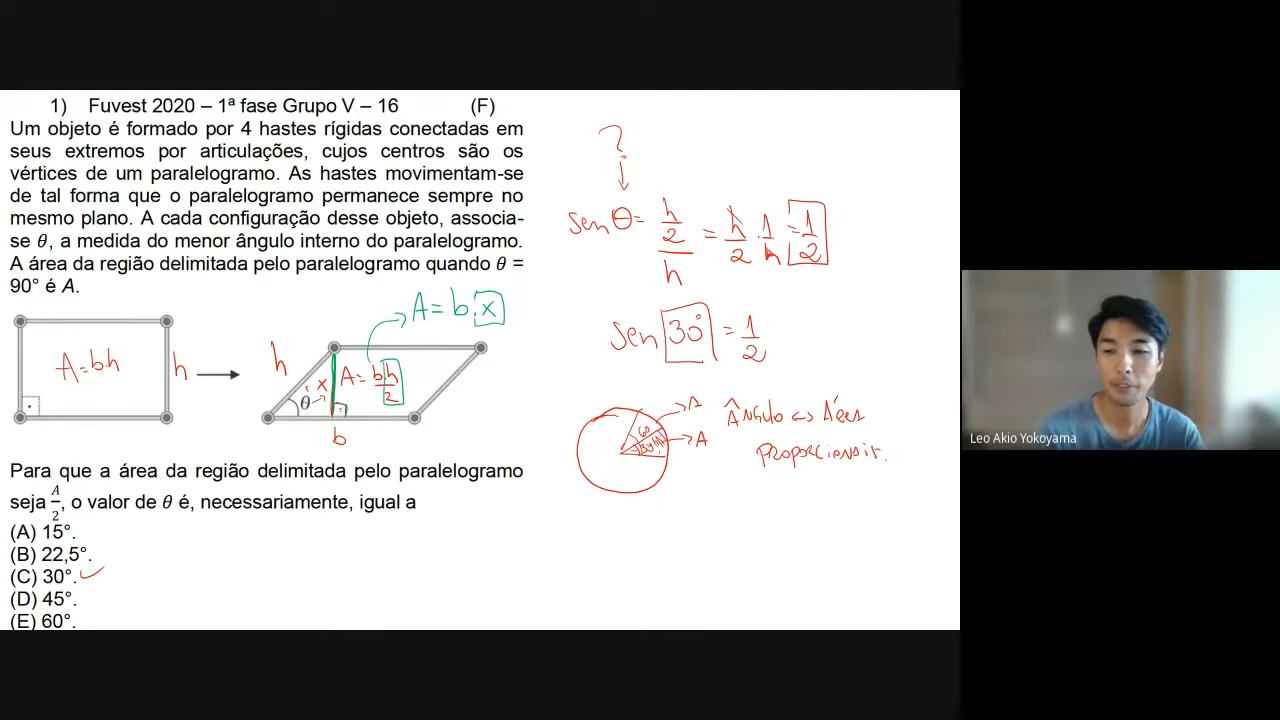 1) Fuvest 2020 – 1ª fase Grupo V – 16 (F)
Um objeto é formado por 4 hastes rígidas conectadas em
seus extremos por articulações, cujos centros são os
vértices de um paralelogramo. As hastes movimentam-se
de tal forma que o paralelogramo permanece sempre no
mesmo plano. A cada configuração desse objeto, associa-
se θ, a medida do menor ângulo interno do paralelogramo.
A área da região delimitada pelo paralelogramo quando θ =
90° é A.
A = b.x
A=b.h
h
h
x
A = bh/2
θ
b
Para que a área da região delimitada pelo paralelogramo
seja A/2, o valor de θ é, necessariamente, igual a
(A) 15°.
(B) 22,5°.
(C) 30°.
(D) 45°.
(E) 60°.
?
sen θ = (h/2)/h = h/2 . 1/h = 1/2
sen 30° = 1/2
60
30
A
A
Ângulo ↔ Áreas
proporcionais.
Leo Akio Yokoyama